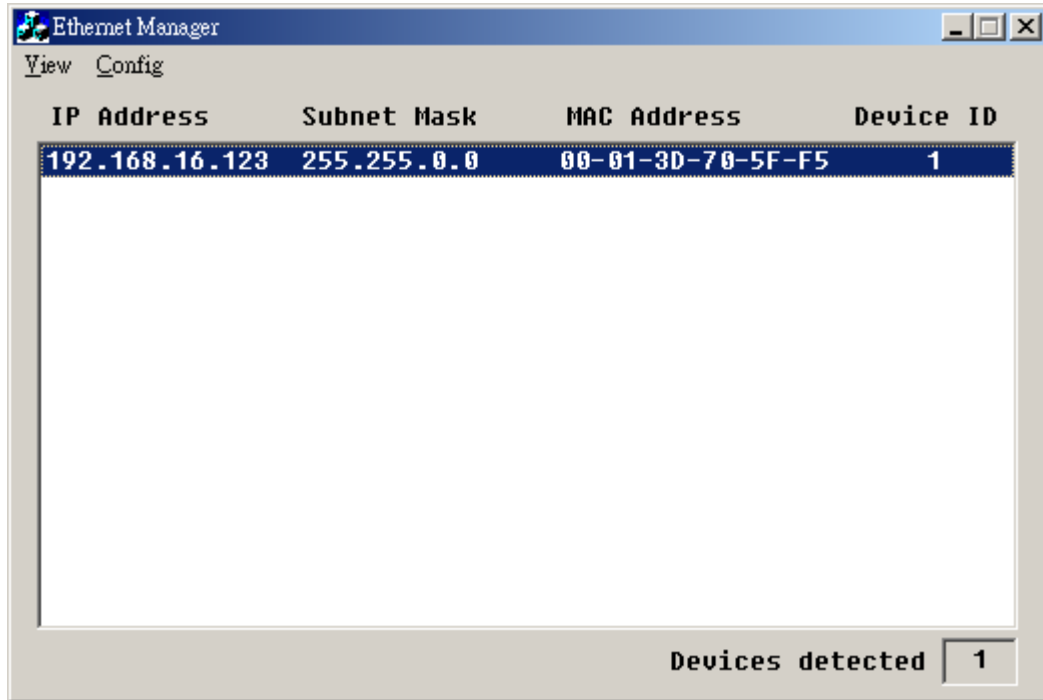 Ethernet Manager
View Config
IP Address Subnet Mask MAC Address Device ID
192.168.16.123 255.255.0.0 00-01-3D-70-5F-F5 1
Devices detected 1